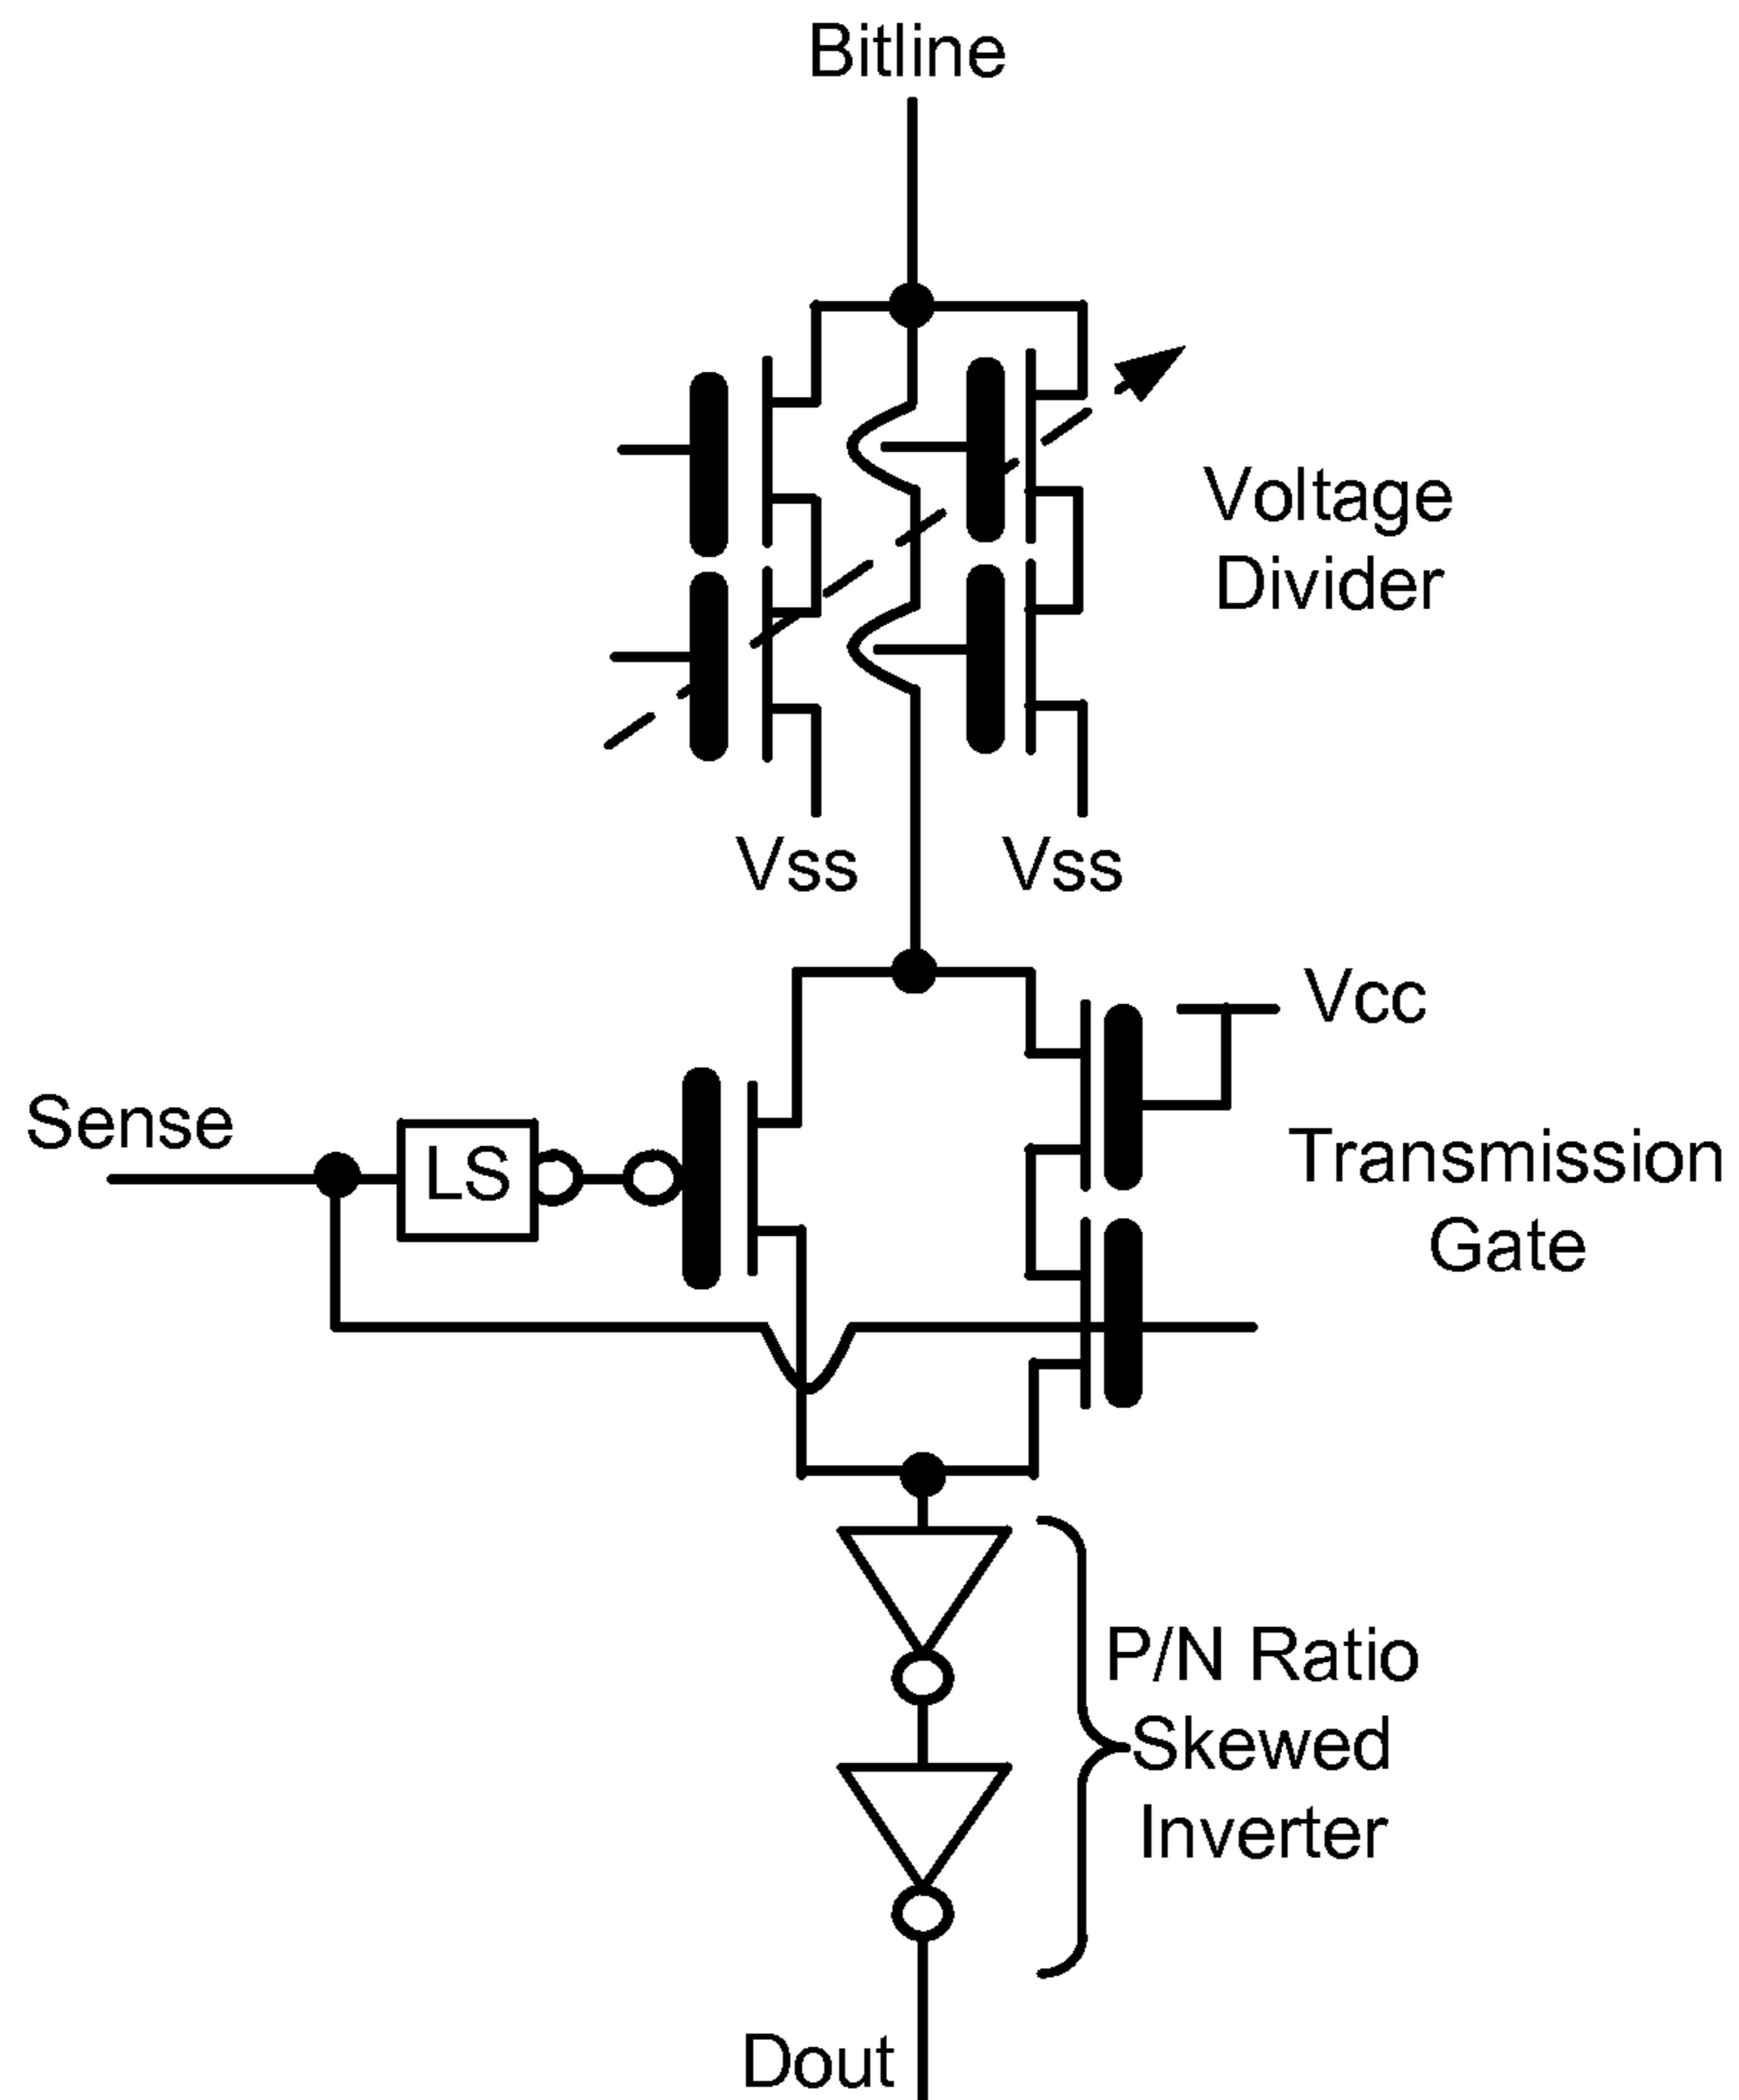 Bitline
Voltage
Divider
Vss
Vss
Vcc
Sense
LS
Transmission
Gate
P/N Ratio
Skewed
Inverter
Dout